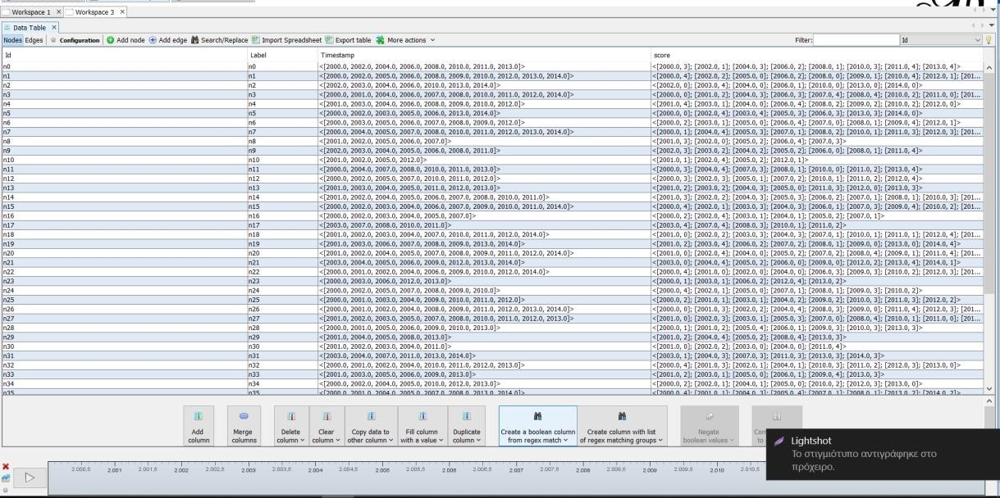 Workspace 1 × Workspace 3 ×
Data Table ×
Nodes Edges Configuration Add node Add edge Search/Replace Import Spreadsheet Export table More actions Filter: Id
Id Label Timestamp score
n0 n0 <[2000.0, 2002.0, 2004.0, 2006.0, 2008.0, 2010.0, 2011.0, 2013.0]> <[2000.0, 3]; [2002.0, 1]; [2004.0, 3]; [2006.0, 2]; [2008.0, 1]; [2010.0, 3]; [2011.0, 4]; [2013.0, 4]>
n1 n1 <[2000.0, 2002.0, 2005.0, 2006.0, 2008.0, 2009.0, 2010.0, 2012.0, 2013.0, 2014.0]> <[2000.0, 4]; [2002.0, 2]; [2005.0, 0]; [2006.0, 2]; [2008.0, 0]; [2009.0, 1]; [2010.0, 4]; [2012.0, 1]; [201...
n2 n2 <[2002.0, 2003.0, 2004.0, 2006.0, 2010.0, 2013.0, 2014.0]> <[2002.0, 0]; [2003.0, 4]; [2004.0, 0]; [2006.0, 1]; [2010.0, 0]; [2013.0, 0]; [2014.0, 0]>
n3 n3 <[2000.0, 2001.0, 2004.0, 2006.0, 2007.0, 2008.0, 2010.0, 2011.0, 2012.0, 2014.0]> <[2000.0, 0]; [2001.0, 2]; [2004.0, 3]; [2006.0, 3]; [2007.0, 4]; [2008.0, 4]; [2010.0, 2]; [2011.0, 0]; [201...
n4 n4 <[2001.0, 2003.0, 2004.0, 2006.0, 2008.0, 2009.0, 2010.0, 2012.0]> <[2001.0, 4]; [2003.0, 1]; [2004.0, 0]; [2006.0, 4]; [2008.0, 2]; [2009.0, 2]; [2010.0, 2]; [2012.0, 0]>
n5 n5 <[2000.0, 2002.0, 2003.0, 2005.0, 2006.0, 2013.0, 2014.0]> <[2000.0, 0]; [2002.0, 4]; [2003.0, 4]; [2005.0, 3]; [2006.0, 3]; [2013.0, 3]; [2014.0, 0]>
n6 n6 <[2000.0, 2003.0, 2005.0, 2006.0, 2007.0, 2008.0, 2009.0, 2012.0]> <[2000.0, 2]; [2003.0, 1]; [2005.0, 0]; [2006.0, 4]; [2007.0, 0]; [2008.0, 1]; [2009.0, 4]; [2012.0, 1]>
n7 n7 <[2000.0, 2004.0, 2005.0, 2007.0, 2008.0, 2010.0, 2011.0, 2012.0, 2013.0, 2014.0]> <[2000.0, 1]; [2004.0, 4]; [2005.0, 3]; [2007.0, 1]; [2008.0, 2]; [2010.0, 1]; [2011.0, 3]; [2012.0, 3]; [201...
n8 n8 <[2001.0, 2002.0, 2005.0, 2006.0, 2007.0]> <[2001.0, 3]; [2002.0, 0]; [2005.0, 2]; [2006.0, 4]; [2007.0, 3]>
n9 n9 <[2002.0, 2003.0, 2004.0, 2005.0, 2006.0, 2008.0, 2011.0]> <[2002.0, 3]; [2003.0, 2]; [2004.0, 2]; [2005.0, 2]; [2006.0, 0]; [2008.0, 1]; [2011.0, 4]>
n10 n10 <[2001.0, 2002.0, 2005.0, 2012.0]> <[2001.0, 1]; [2002.0, 4]; [2005.0, 2]; [2012.0, 1]>
n11 n11 <[2000.0, 2004.0, 2007.0, 2008.0, 2010.0, 2011.0, 2013.0]> <[2000.0, 3]; [2004.0, 4]; [2007.0, 3]; [2008.0, 1]; [2010.0, 0]; [2011.0, 2]; [2013.0, 4]>
n12 n12 <[2000.0, 2002.0, 2005.0, 2007.0, 2010.0, 2011.0, 2012.0]> <[2000.0, 3]; [2002.0, 3]; [2005.0, 1]; [2007.0, 2]; [2010.0, 1]; [2011.0, 2]; [2012.0, 4]>
n13 n13 <[2001.0, 2003.0, 2004.0, 2005.0, 2011.0, 2012.0, 2013.0]> <[2001.0, 2]; [2003.0, 2]; [2004.0, 3]; [2005.0, 0]; [2011.0, 3]; [2012.0, 0]; [2013.0, 3]>
n14 n14 <[2001.0, 2002.0, 2004.0, 2005.0, 2006.0, 2007.0, 2008.0, 2010.0, 2011.0]> <[2001.0, 3]; [2002.0, 2]; [2004.0, 3]; [2005.0, 3]; [2006.0, 2]; [2007.0, 1]; [2008.0, 1]; [2010.0, 3]; [201...
n15 n15 <[2000.0, 2002.0, 2003.0, 2004.0, 2006.0, 2007.0, 2009.0, 2010.0, 2011.0, 2014.0]> <[2000.0, 4]; [2002.0, 1]; [2003.0, 4]; [2004.0, 3]; [2006.0, 1]; [2007.0, 3]; [2009.0, 4]; [2010.0, 2]; [201...
n16 n16 <[2000.0, 2002.0, 2003.0, 2004.0, 2005.0, 2007.0]> <[2000.0, 2]; [2002.0, 4]; [2003.0, 1]; [2004.0, 1]; [2005.0, 2]; [2007.0, 1]>
n17 n17 <[2003.0, 2007.0, 2008.0, 2010.0, 2011.0]> <[2003.0, 4]; [2007.0, 4]; [2008.0, 3]; [2010.0, 1]; [2011.0, 2]>
n18 n18 <[2001.0, 2002.0, 2003.0, 2004.0, 2007.0, 2010.0, 2011.0, 2012.0, 2014.0]> <[2001.0, 0]; [2002.0, 2]; [2003.0, 3]; [2004.0, 3]; [2007.0, 1]; [2010.0, 1]; [2011.0, 1]; [2012.0, 4]; [201...
n19 n19 <[2001.0, 2003.0, 2006.0, 2007.0, 2008.0, 2009.0, 2013.0, 2014.0]> <[2001.0, 2]; [2003.0, 4]; [2006.0, 2]; [2007.0, 2]; [2008.0, 1]; [2009.0, 0]; [2013.0, 0]; [2014.0, 4]>
n20 n20 <[2001.0, 2002.0, 2004.0, 2005.0, 2007.0, 2008.0, 2009.0, 2011.0, 2012.0, 2014.0]> <[2001.0, 1]; [2002.0, 4]; [2004.0, 0]; [2005.0, 2]; [2007.0, 2]; [2008.0, 4]; [2009.0, 1]; [2011.0, 4]; [201...
n21 n21 <[2003.0, 2004.0, 2005.0, 2006.0, 2009.0, 2012.0, 2013.0, 2014.0]> <[2003.0, 0]; [2004.0, 4]; [2005.0, 2]; [2006.0, 0]; [2009.0, 0]; [2012.0, 2]; [2013.0, 4]; [2014.0, 1]>
n22 n22 <[2000.0, 2001.0, 2002.0, 2004.0, 2006.0, 2009.0, 2010.0, 2012.0, 2014.0]> <[2000.0, 4]; [2001.0, 0]; [2002.0, 0]; [2004.0, 0]; [2006.0, 3]; [2009.0, 3]; [2010.0, 2]; [2012.0, 3]; [201...
n23 n23 <[2000.0, 2003.0, 2006.0, 2012.0, 2013.0]> <[2000.0, 1]; [2003.0, 1]; [2006.0, 2]; [2012.0, 4]; [2013.0, 2]>
n24 n24 <[2000.0, 2002.0, 2005.0, 2007.0, 2008.0, 2009.0, 2010.0]> <[2000.0, 4]; [2002.0, 1]; [2005.0, 0]; [2007.0, 1]; [2008.0, 1]; [2009.0, 3]; [2010.0, 2]>
n25 n25 <[2000.0, 2001.0, 2003.0, 2004.0, 2009.0, 2010.0, 2011.0, 2012.0]> <[2000.0, 2]; [2001.0, 1]; [2003.0, 1]; [2004.0, 2]; [2009.0, 2]; [2010.0, 3]; [2011.0, 3]; [2012.0, 2]>
n26 n26 <[2000.0, 2001.0, 2002.0, 2004.0, 2008.0, 2009.0, 2011.0, 2012.0, 2013.0, 2014.0]> <[2000.0, 0]; [2001.0, 3]; [2002.0, 2]; [2004.0, 4]; [2008.0, 3]; [2009.0, 0]; [2011.0, 4]; [2012.0, 3]; [201...
n27 n27 <[2001.0, 2002.0, 2003.0, 2005.0, 2007.0, 2008.0, 2010.0, 2011.0, 2012.0, 2013.0]> <[2001.0, 4]; [2002.0, 3]; [2003.0, 1]; [2005.0, 3]; [2007.0, 0]; [2008.0, 4]; [2010.0, 1]; [2011.0, 0]; [201...
n28 n28 <[2000.0, 2001.0, 2005.0, 2006.0, 2009.0, 2010.0, 2013.0]> <[2000.0, 1]; [2001.0, 2]; [2005.0, 4]; [2006.0, 1]; [2009.0, 3]; [2010.0, 3]; [2013.0, 3]>
n29 n29 <[2001.0, 2004.0, 2005.0, 2008.0, 2013.0]> <[2001.0, 2]; [2004.0, 4]; [2005.0, 2]; [2008.0, 4]; [2013.0, 3]>
n30 n30 <[2001.0, 2002.0, 2003.0, 2004.0, 2011.0]> <[2001.0, 0]; [2002.0, 2]; [2003.0, 0]; [2004.0, 0]; [2011.0, 4]>
n31 n31 <[2003.0, 2004.0, 2007.0, 2011.0, 2013.0, 2014.0]> <[2003.0, 1]; [2004.0, 3]; [2007.0, 3]; [2011.0, 3]; [2013.0, 3]; [2014.0, 3]>
n32 n32 <[2000.0, 2001.0, 2002.0, 2004.0, 2010.0, 2011.0, 2012.0, 2013.0]> <[2000.0, 4]; [2001.0, 3]; [2002.0, 1]; [2004.0, 1]; [2010.0, 3]; [2011.0, 2]; [2012.0, 3]; [2013.0, 0]>
n33 n33 <[2001.0, 2003.0, 2005.0, 2006.0, 2009.0, 2013.0]> <[2001.0, 2]; [2003.0, 1]; [2005.0, 0]; [2006.0, 1]; [2009.0, 4]; [2013.0, 3]>
n34 n34 <[2000.0, 2002.0, 2004.0, 2005.0, 2010.0, 2012.0, 2013.0]> <[2000.0, 2]; [2002.0, 1]; [2004.0, 1]; [2005.0, 0]; [2010.0, 2]; [2012.0, 3]; [2013.0, 0]>
n35 n35
Add column
Merge columns
Delete column
Clear column
Copy data to other column
Fill column with a value
Duplicate column
Create a boolean column from regex match
Create column with list of regex matching groups
Negate boolean values
Lightshot
Το στιγμιότυπο αντιγράφηκε στο
πρόχειρο.
2.000,5 2.001 2.001,5 2.002 2.002,5 2.003 2.003,5 2.004 2.004,5 2.005 2.005,5 2.006 2.006,5 2.007 2.007,5 2.008 2.008,5 2.009 2.009,5 2.010 2.010,5